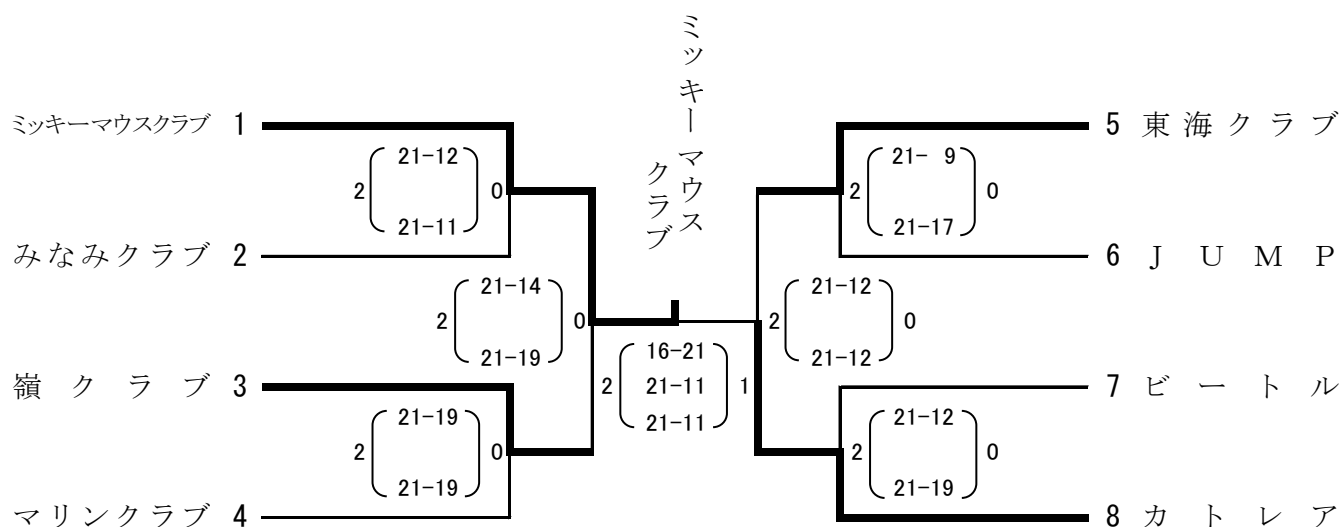 ミッキーマウス
クラブ
ミッキーマウスクラブ 1
5 東海クラブ
21-12
2 0
21-11
21- 9
2 0
21-17
みなみクラブ 2
6 JUMP
21-14
2 0
21-19
21-12
2 0
21-12
16-21
2 21-11 1
21-11
嶺クラブ 3
7 ビートル
21-19
2 0
21-19
21-12
2 0
21-19
マリンクラブ 4
8 カトレア